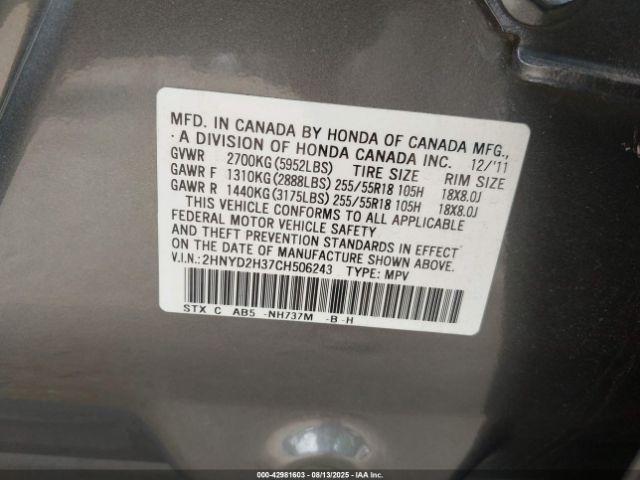 MFD. IN CANADA BY HONDA OF CANADA MFG.,
A DIVISION OF HONDA CANADA INC. 12/'11
GVWR 2700KG(5952LBS) TIRE SIZE RIM SIZE
GAWR F 1310KG(2888LBS) 255/55R18 105H 18X8.0J
GAWR R 1440KG(3175LBS) 255/55R18 105H 18X8.0J
THIS VEHICLE CONFORMS TO ALL APPLICABLE
FEDERAL MOTOR VEHICLE SAFETY
AND THEFT PREVENTION STANDARDS IN EFFECT
ON THE DATE OF MANUFACTURE SHOWN ABOVE.
V.I.N.:2HNYD2H37CH506243 TYPE: MPV
STX C AB5 -NH737M -B -H
000-42981603 - 08/13/2025 - IAA Inc.